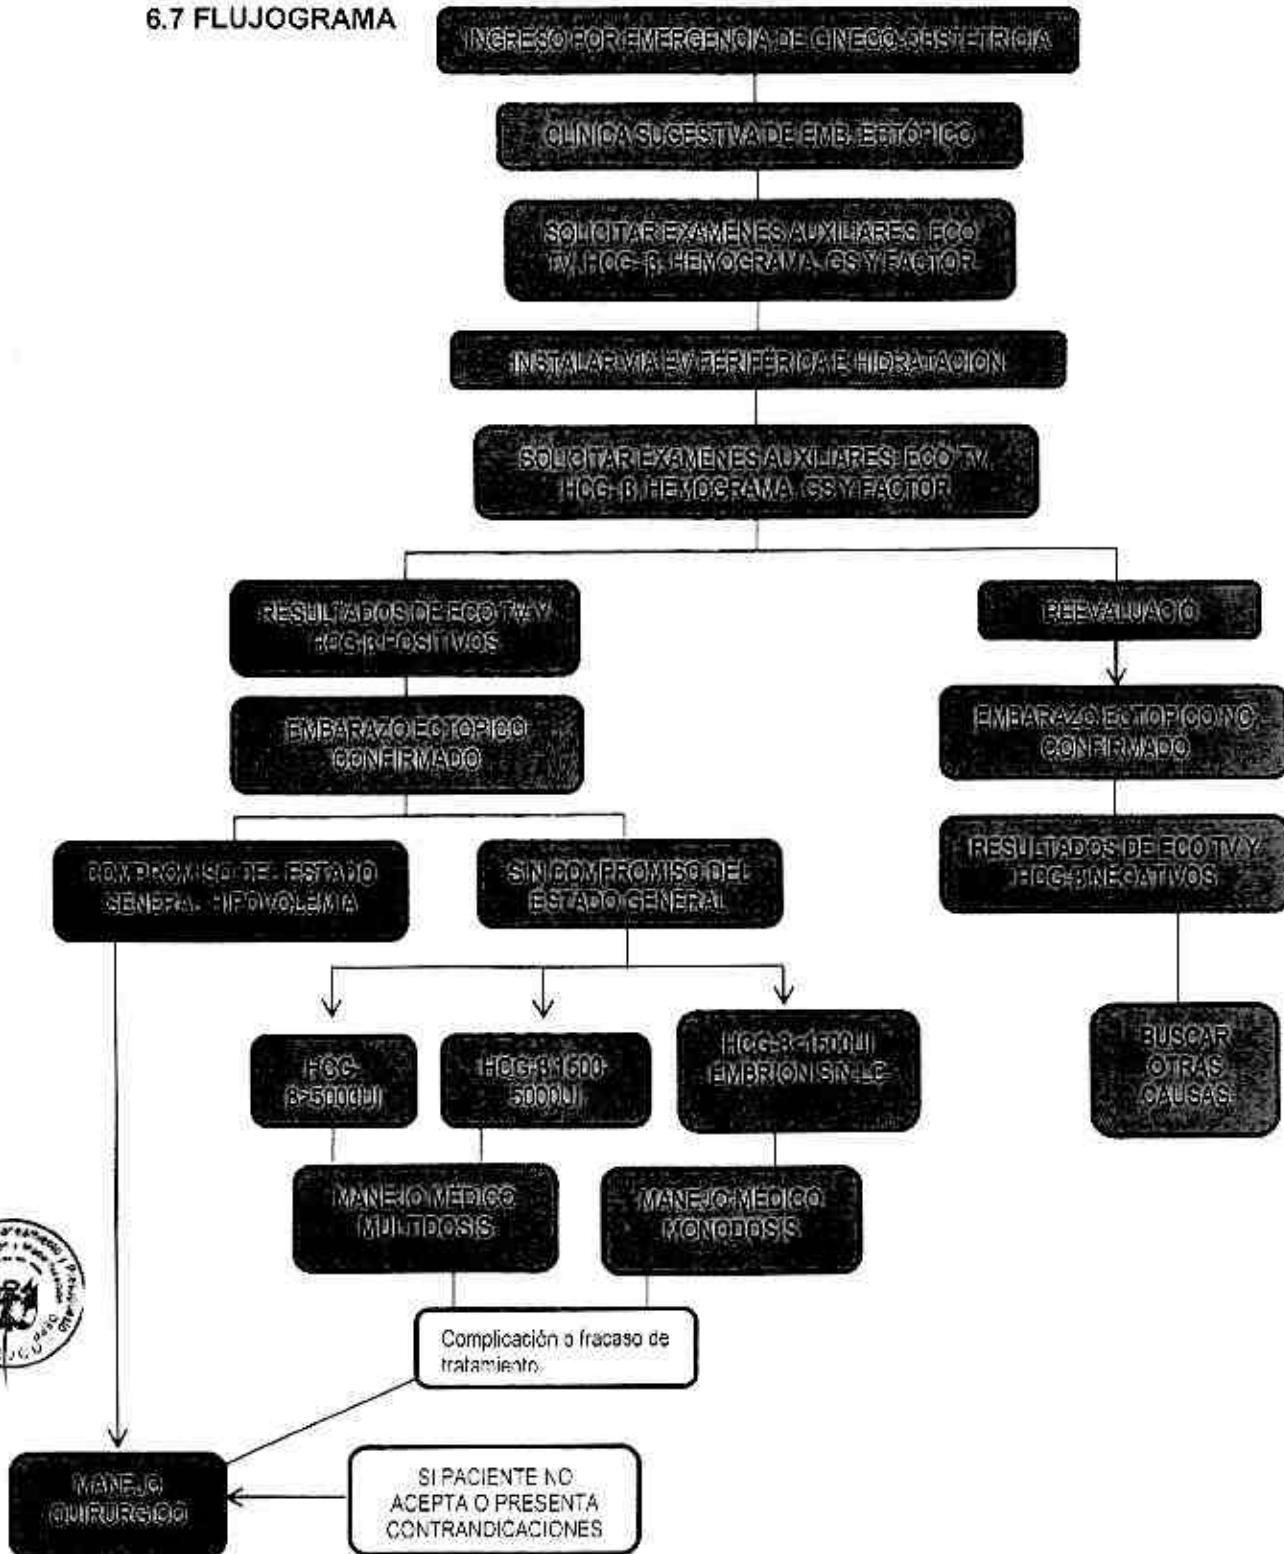 6.7 FLUJOGRAMA
INGRESO POR EMERGENCIA DE GINECO-OBSTETRICIA
CLÍNICA SUGESTIVA DE EMB. ECTÓPICO
SOLICITAR EXAMENES AUXILIARES: ECO
TV, HCG- β, HEMOGRAMA, GS Y FACTOR
INSTALAR VIA EV PERIFÉRICA E HIDRATACION
SOLICITAR EXAMENES AUXILIARES: ECO TV,
HCG- β, HEMOGRAMA, GS Y FACTOR
RESULTADOS DE ECO TV Y
HCG-β POSITIVOS
REEVALUACIÓ
EMBARAZO ECTOPICO
CONFIRMADO
EMBARAZO ECTOPICO NO
CONFIRMADO
COMPROMISO DEL ESTADO
GENERAL, HIPOVOLEMIA
SIN COMPROMISO DEL
ESTADO GENERAL
RESULTADOS DE ECO TV Y
HCG-β NEGATIVOS
HCG-
β>5000UI
HCG-β 1500-
5000UI
HCG-β<1500UI
EMBRION SIN LC
BUSCAR
OTRAS
CAUSAS
MANEJO MÉDICO
MULTIDOSIS
MANEJO MÉDICO
MONODOSIS
Complicación o fracaso de
tratamiento
MANEJO
QUIRURGICO
SI PACIENTE NO
ACEPTA O PRESENTA
CONTRANDICACIONES